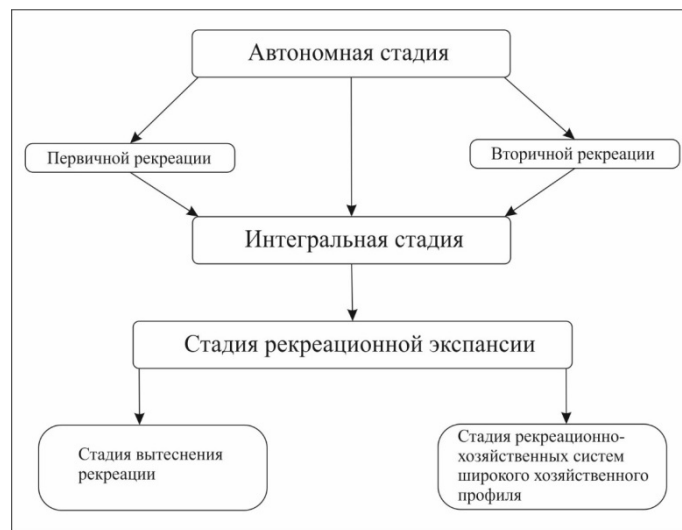 Автономная стадия
Первичной рекреации
Вторичной рекреации
Интегральная стадия
Стадия рекреационной экспансии
Стадия вытеснения
рекреации
Стадия рекреационно-
хозяйственных систем
широкого хозяйственного
профиля